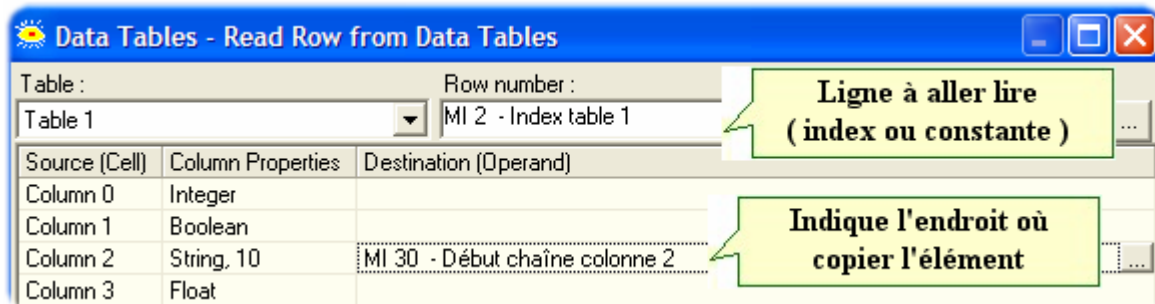 Data Tables - Read Row from Data Tables
Table : Row number :
Table 1 MI 2 - Index table 1 ...
Ligne à aller lire
( index ou constante )
Source (Cell) Column Properties Destination (Operand)
Column 0 Integer
Column 1 Boolean
Column 2 String, 10 MI 30 - Début chaîne colonne 2 ...
Indique l'endroit où
copier l'élément
Column 3 Float